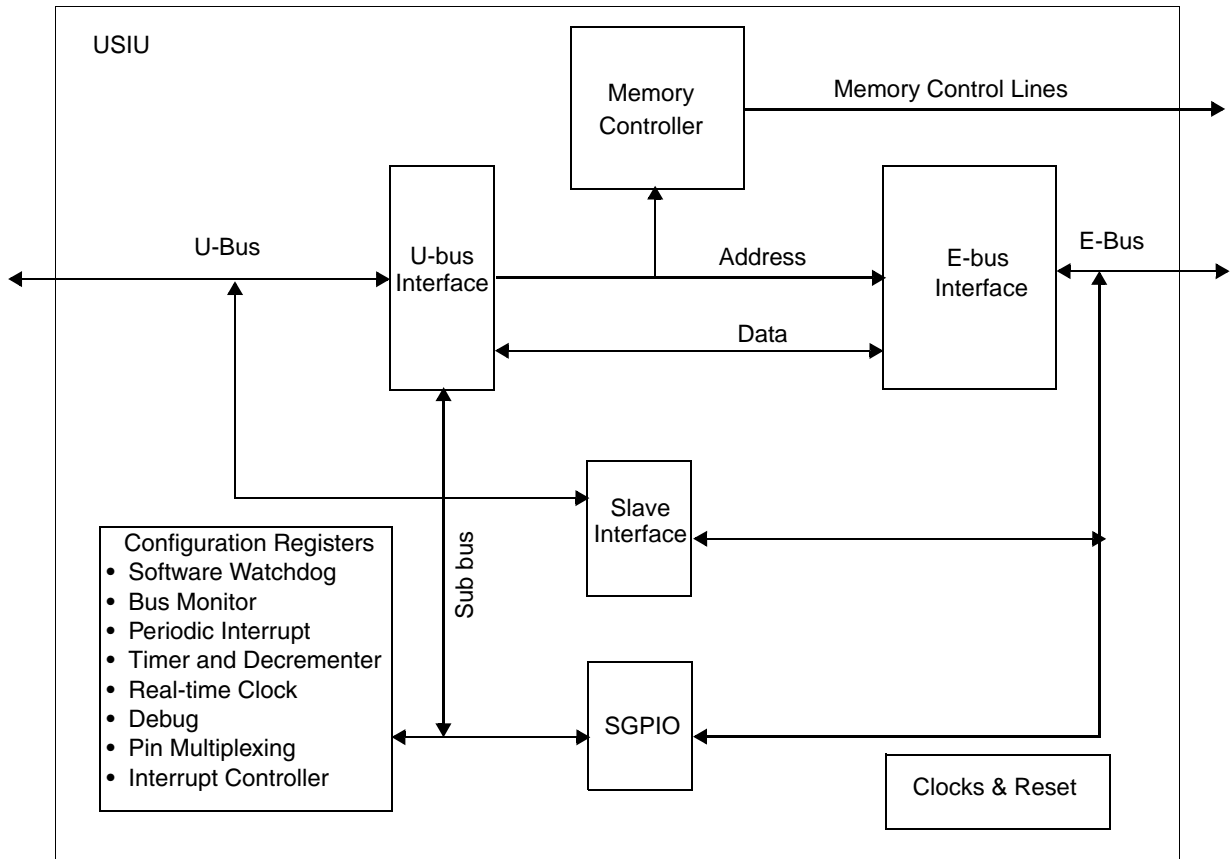 USIU
Memory
Controller
Memory Control Lines
U-Bus
U-bus
Interface
Address
E-bus
Interface
E-Bus
Data
Slave
Interface
Sub bus
Configuration Registers
• Software Watchdog
• Bus Monitor
• Periodic Interrupt
• Timer and Decrementer
• Real-time Clock
• Debug
• Pin Multiplexing
• Interrupt Controller
SGPIO
Clocks & Reset